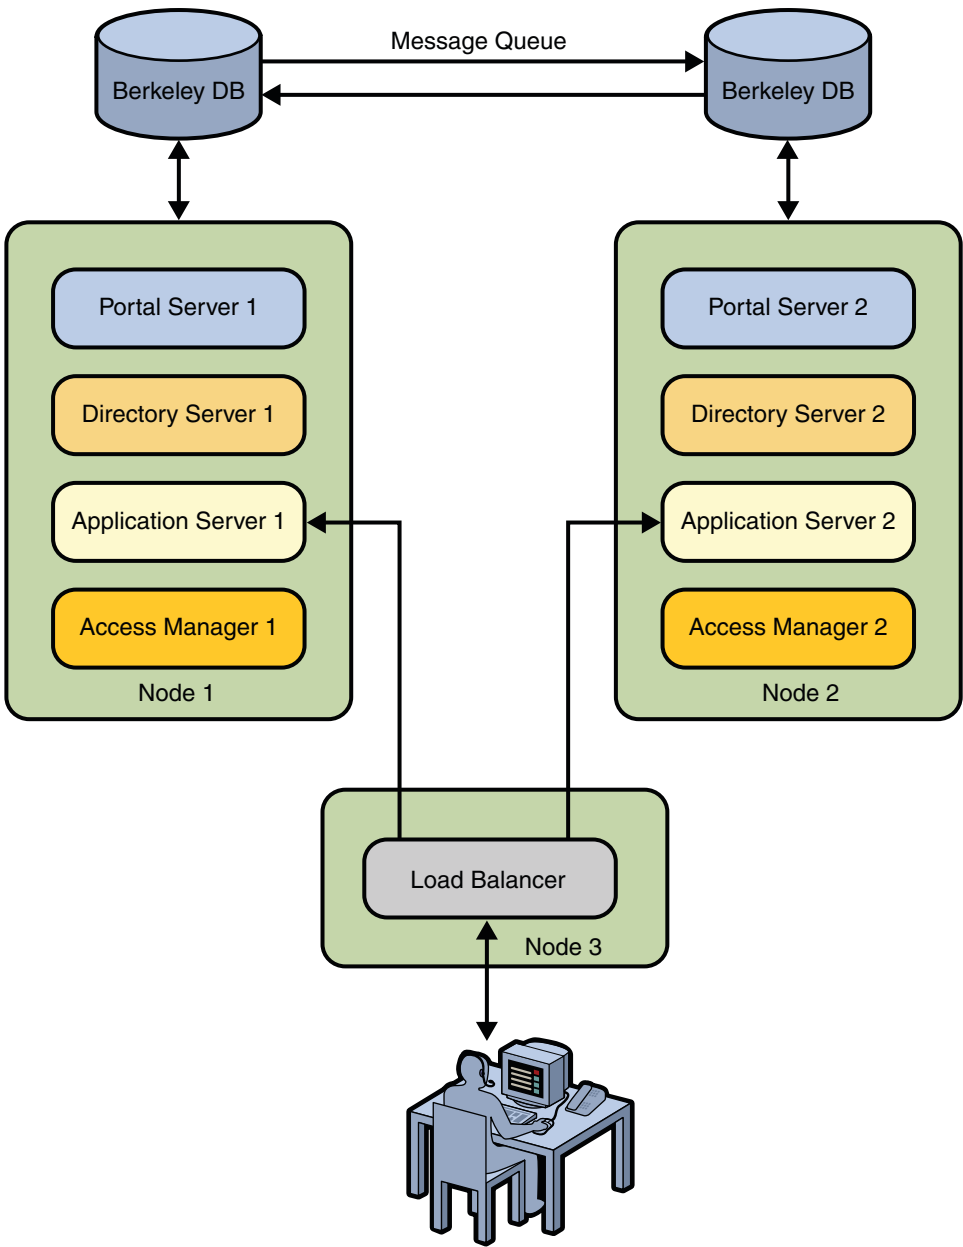 Message Queue
Berkeley DB
Berkeley DB
Portal Server 1
Directory Server 1
Application Server 1
Access Manager 1
Node 1
Portal Server 2
Directory Server 2
Application Server 2
Access Manager 2
Node 2
Load Balancer
Node 3